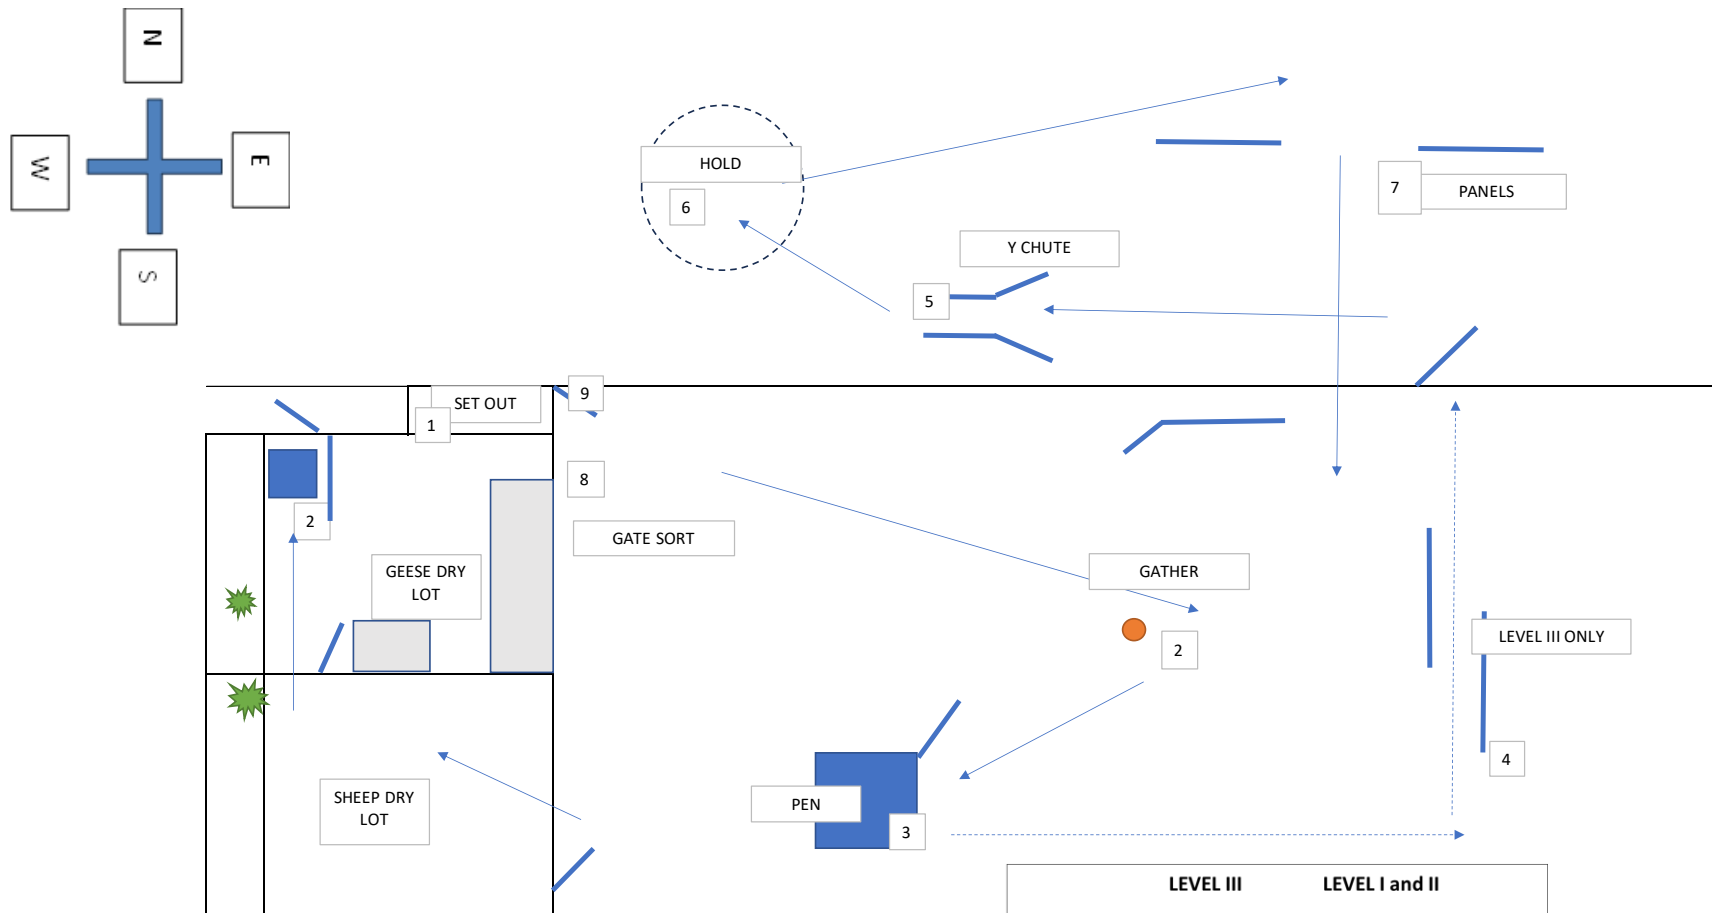 N
W
E
S
HOLD
6
7
PANELS
Y CHUTE
5
SET OUT
9
1
8
2
GATE SORT
GEESE DRY
LOT
GATHER
2
LEVEL III ONLY
4
SHEEP DRY
LOT
PEN
3
LEVEL III LEVEL I and II